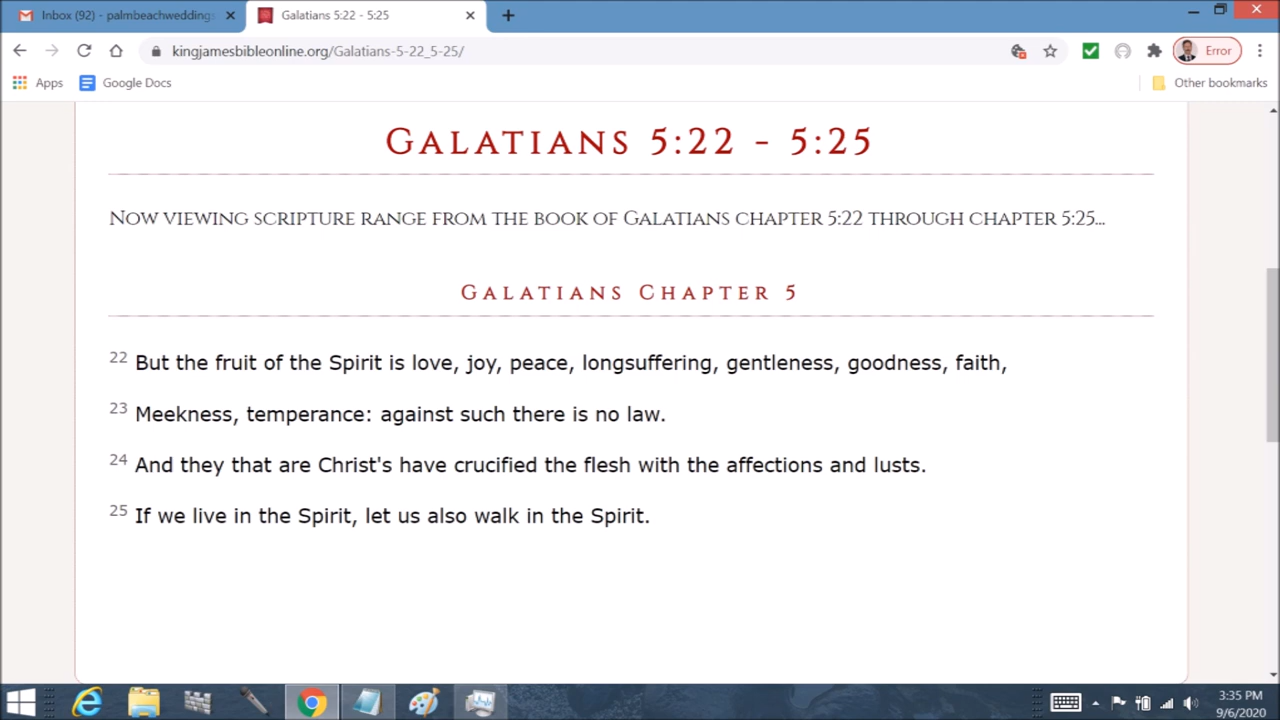 Inbox (92) - palmbeachwedding
Galatians 5:22 - 5:25
kingjamesbibleonline.org/Galatians-5-22_5-25/
Error
Apps
Google Docs
Other bookmarks
Galatians 5:22 - 5:25
Now viewing scripture range from the book of Galatians chapter 5:22 through chapter 5:25...
Galatians Chapter 5
22 But the fruit of the Spirit is love, joy, peace, longsuffering, gentleness, goodness, faith,
23 Meekness, temperance: against such there is no law.
24 And they that are Christ's have crucified the flesh with the affections and lusts.
25 If we live in the Spirit, let us also walk in the Spirit.
3:35 PM
9/6/2020